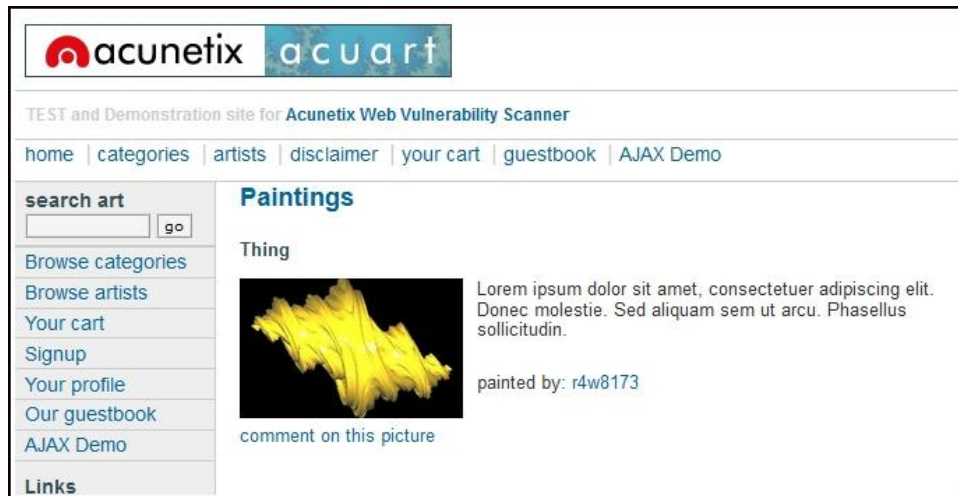 acunetix acuart
TEST and Demonstration site for Acunetix Web Vulnerability Scanner
home | categories | artists | disclaimer | your cart | guestbook | AJAX Demo
search art
go
Browse categories
Browse artists
Your cart
Signup
Your profile
Our guestbook
AJAX Demo
Links
Paintings
Thing
Lorem ipsum dolor sit amet, consectetuer adipiscing elit.
Donec molestie. Sed aliquam sem ut arcu. Phasellus
sollicitudin.
painted by: r4w8173
comment on this picture